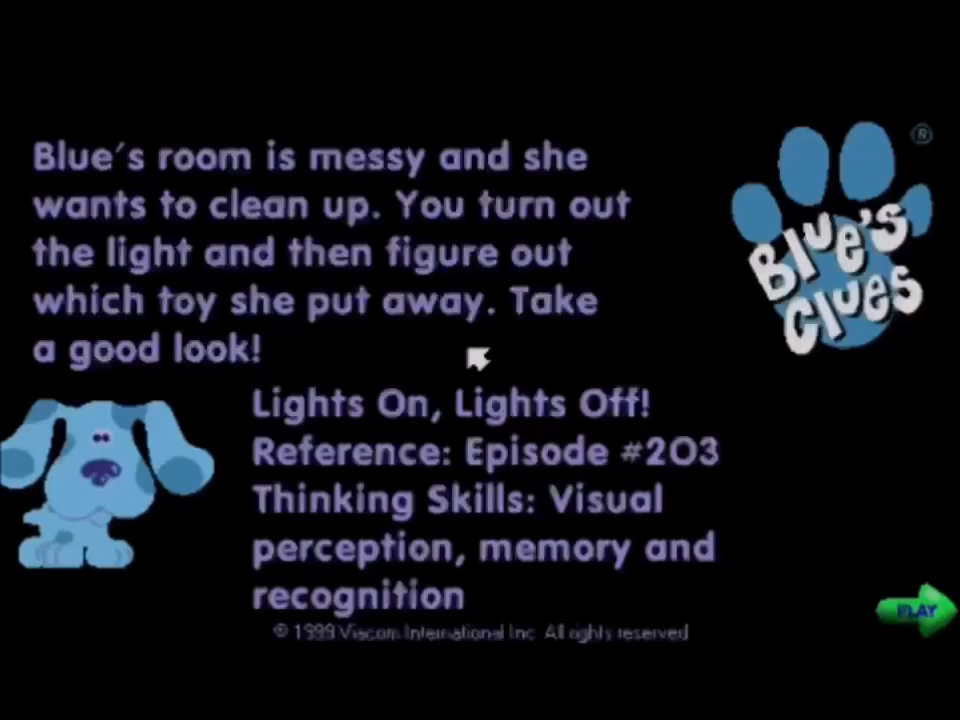 Blue's room is messy and she
wants to clean up. You turn out
the light and then figure out
which toy she put away. Take
a good look!
®
Blue's
Clues
Lights On, Lights Off!
Reference: Episode #203
Thinking Skills: Visual
perception, memory and
recognition
PLAY
© 1999 Viacom International Inc. All rights reserved